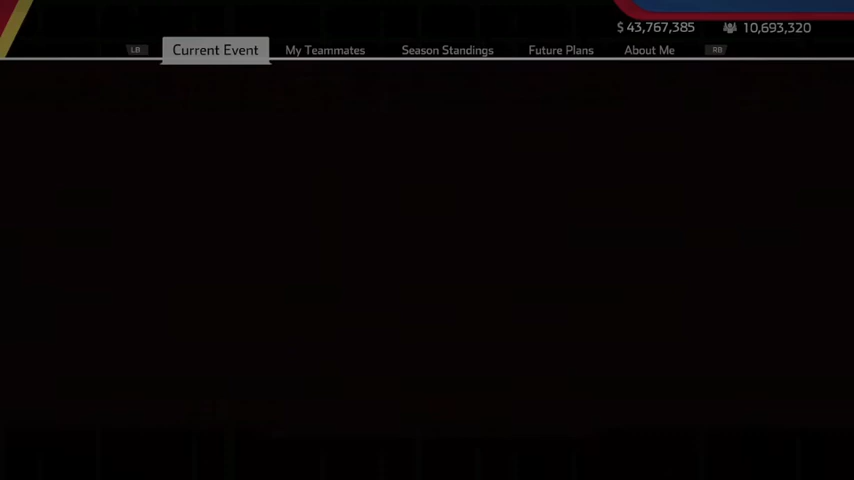 $ 43,767,385 10,693,320
LB Current Event My Teammates Season Standings Future Plans About Me RB